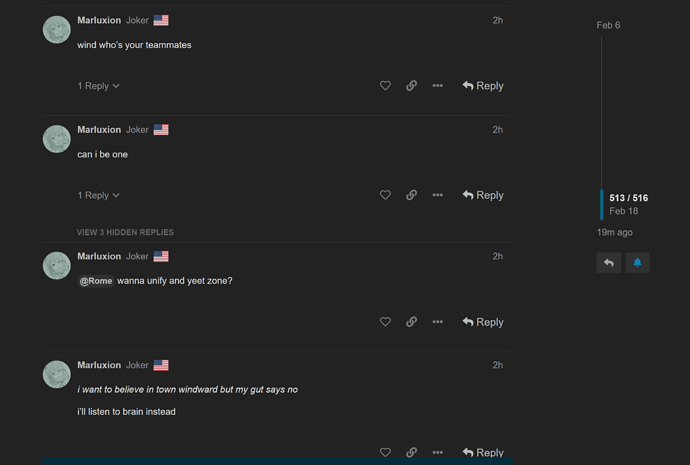 Marluxion Joker 2h
wind who's your teammates
1 Reply
Reply
Marluxion Joker 2h
can i be one
1 Reply
Reply
VIEW 3 HIDDEN REPLIES
Marluxion Joker 2h
@Rome wanna unify and yeet zone?
Reply
Marluxion Joker 2h
i want to believe in town windward but my gut says no
i'll listen to brain instead
Reply
Feb 6
513 / 516
Feb 18
19m ago